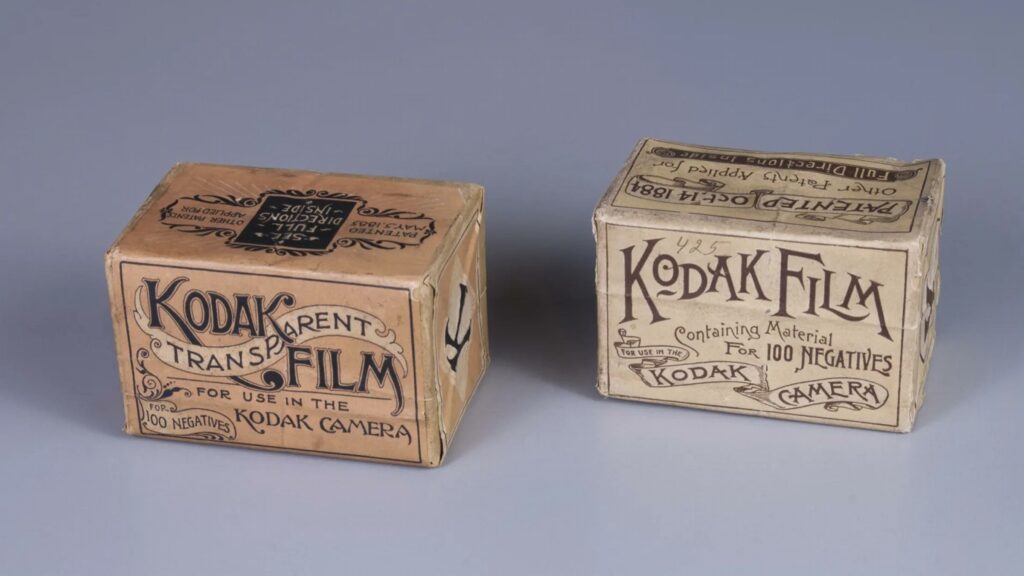 PATENTED
MAY 5 1885
SEE
FULL
DIRECTIONS
INSIDE
OTHER PATENTS
APPLIED FOR
KODAK
TRANSPARENT
FILM
FOR USE IN THE
KODAK CAMERA
FOR
100 NEGATIVES
PATENTED Oct. 14 1884
Other Patents Applied for
Full Directions Inside
425
KODAK FILM
Containing Material
FOR 100 NEGATIVES
FOR USE IN THE
KODAK
CAMERA